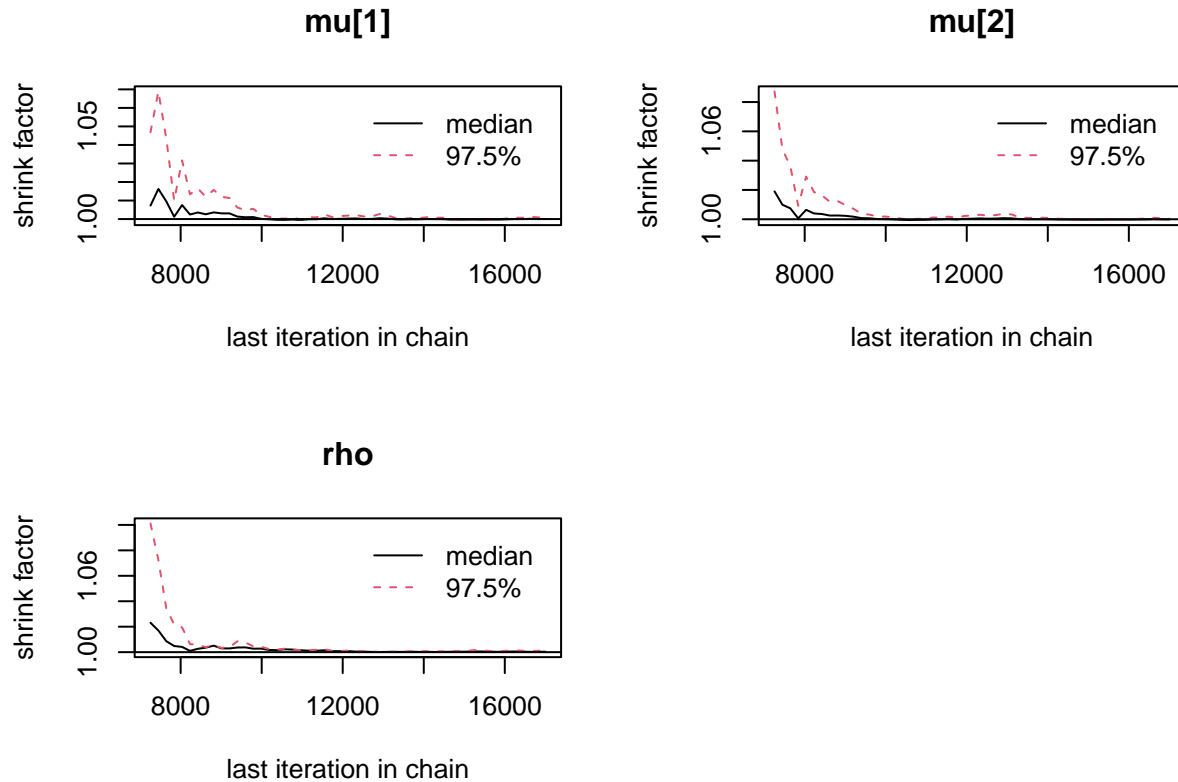 mu[1]
shrink factor
1.00 1.05
median
97.5%
8000 12000 16000
last iteration in chain
mu[2]
shrink factor
1.00 1.06
median
97.5%
8000 12000 16000
last iteration in chain
rho
shrink factor
1.00 1.06
median
97.5%
8000 12000 16000
last iteration in chain